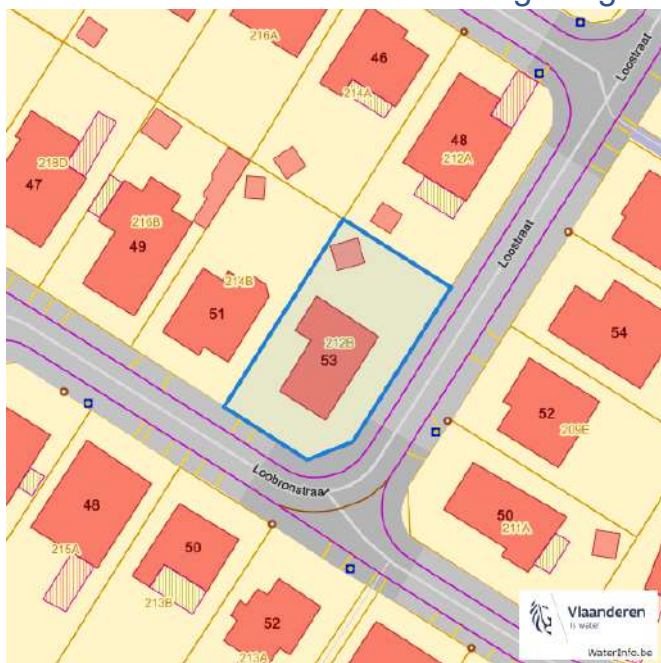 216A
46
214A
48
212A
Loostraat
218D
47
216B
49
214B
51
212B
53
Loostraat
54
52
209E
Loobronstraat
48
215A
50
213B
52
213A
50
211A
Vlaanderen
is water
WaterInfo.be